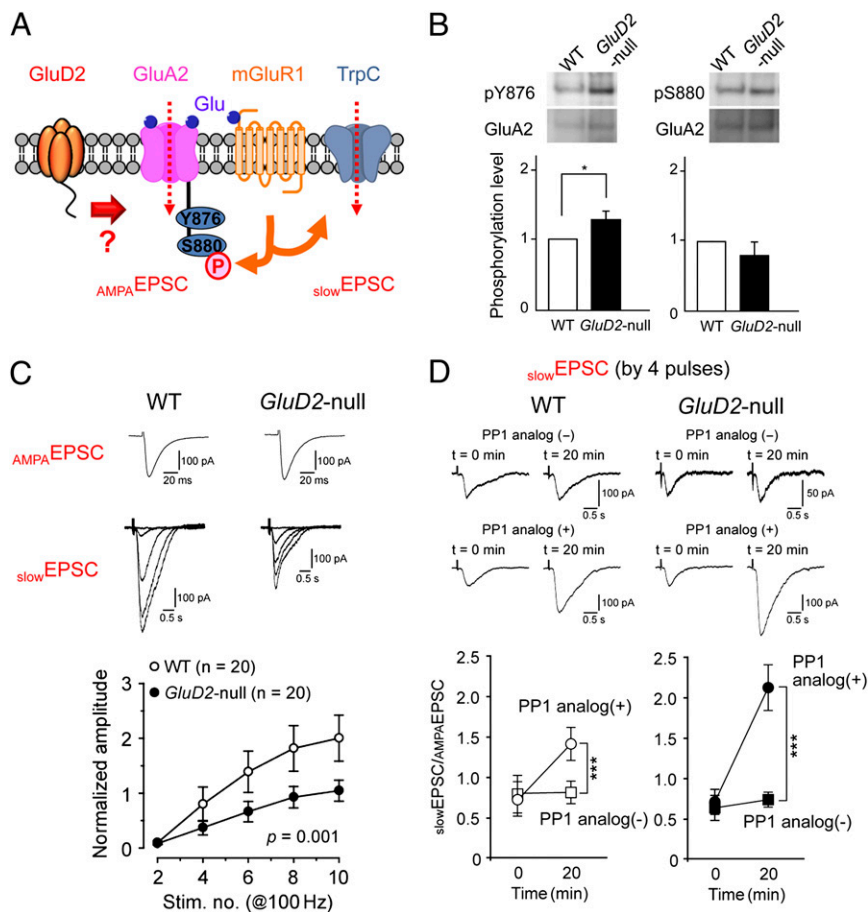 A
GluD2
GluA2
mGluR1
TrpC
Glu
?
Y876
S880
P
AMPAEPSC
slowEPSC
B
WT
GluD2
-null
WT
GluD2
-null
pY876
GluA2
pS880
GluA2
Phosphorylation level
2
1
0
*
WT GluD2-null
2
1
0
WT GluD2-null
C
WT
GluD2-null
AMPAEPSC
100 pA
20 ms
100 pA
20 ms
slowEPSC
100 pA
0.5 s
100 pA
0.5 s
WT (n = 20)
GluD2-null (n = 20)
Normalized amplitude
3
2
1
0
p = 0.001
2 4 6 8 10
Stim. no. (@100 Hz)
D
slowEPSC (by 4 pulses)
WT
GluD2-null
PP1 analog (−)
t = 0 min t = 20 min
100 pA
0.5 s
PP1 analog (−)
t = 0 min t = 20 min
50 pA
0.5 s
PP1 analog (+)
t = 0 min t = 20 min
100 pA
0.5 s
PP1 analog (+)
t = 0 min t = 20 min
100 pA
0.5 s
slowEPSC/AMPAEPSC
2.5
2.0
1.5
1.0
0.5
0
PP1 analog(+)
***
PP1 analog(-)
0 20
Time (min)
2.5
2.0
1.5
1.0
0.5
0
PP1
analog(+)
***
PP1 analog(-)
0 20
Time (min)